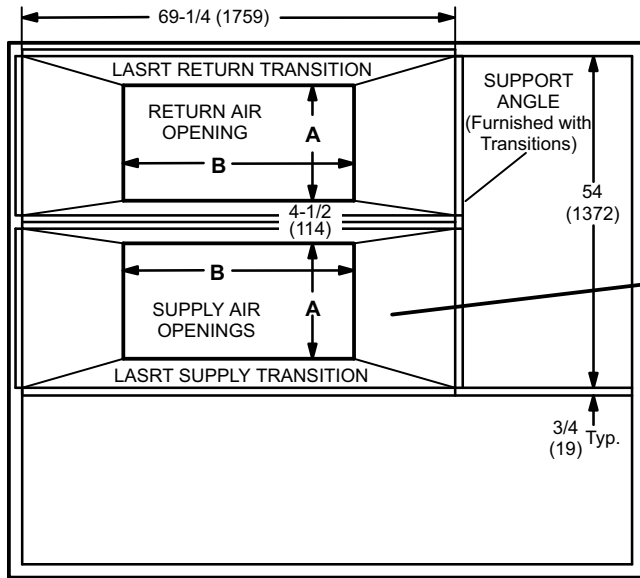 69-1/4 (1759)
LASRT RETURN TRANSITION
RETURN AIR
OPENING
A
B
SUPPORT
ANGLE
(Furnished with
Transitions)
4-1/2
(114)
54
(1372)
B
A
SUPPLY AIR
OPENINGS
LASRT SUPPLY TRANSITION
3/4
(19) Typ.